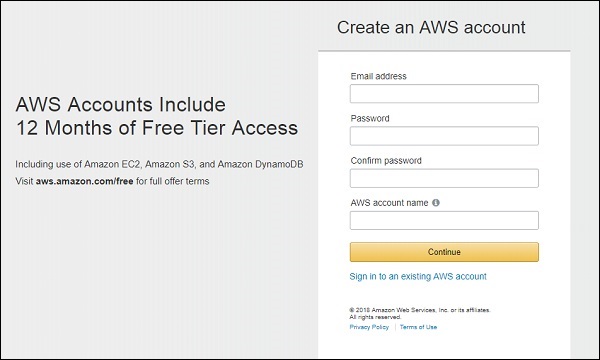 Create an AWS account
AWS Accounts Include
12 Months of Free Tier Access
Including use of Amazon EC2, Amazon S3, and Amazon DynamoDB
Visit aws.amazon.com/free for full offer terms
Email address
Password
Confirm password
AWS account name
Continue
Sign in to an existing AWS account
© 2018 Amazon Web Services, Inc. or its affiliates.
All rights reserved.
Privacy Policy | Terms of Use